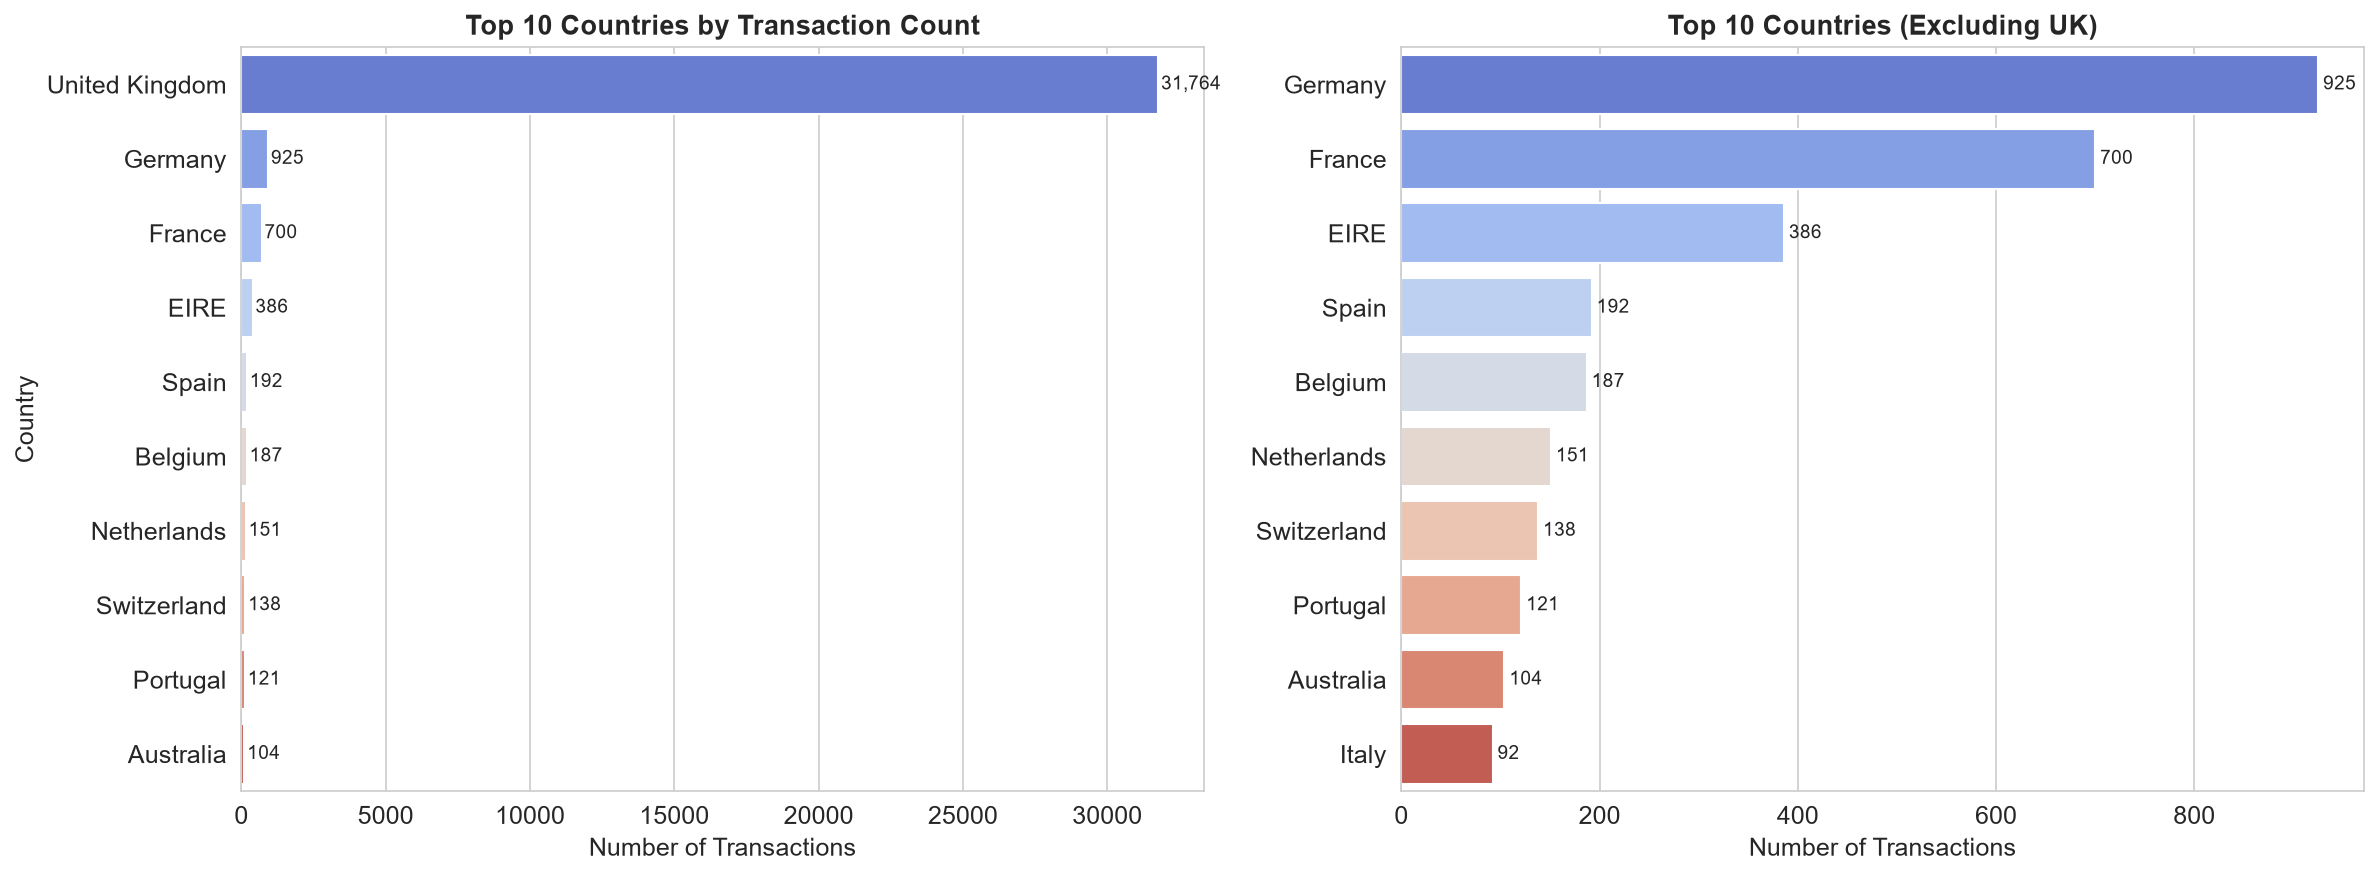 Top 10 Countries by Transaction Count
United Kingdom 31,764
Germany 925
France 700
EIRE 386
Spain 192
Belgium 187
Netherlands 151
Switzerland 138
Portugal 121
Australia 104
Country
0 5000 10000 15000 20000 25000 30000
Number of Transactions
Top 10 Countries (Excluding UK)
Germany 925
France 700
EIRE 386
Spain 192
Belgium 187
Netherlands 151
Switzerland 138
Portugal 121
Australia 104
Italy 92
0 200 400 600 800
Number of Transactions